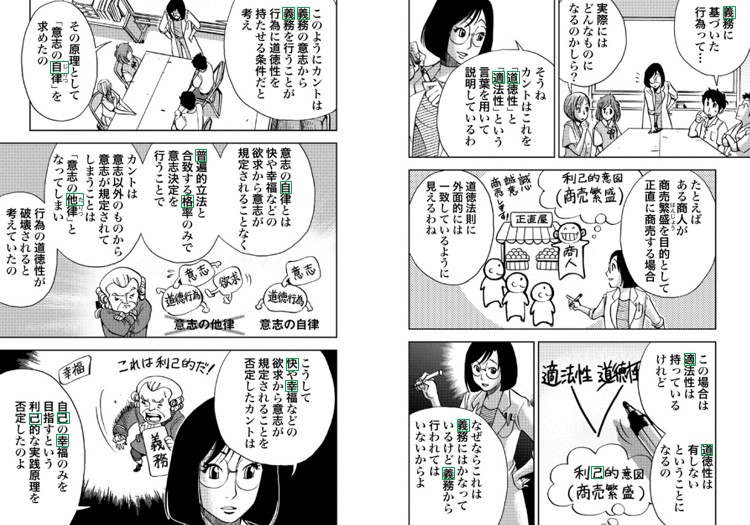 義務に
基づいた
行為って…
実際には
どんなものに
なるのかしら？
そうね
カントはこれを
「道徳性」と
「適法性」という
言葉を用いて
説明しているわ
たとえば
ある商人が
商売繁盛を目的として
正直に商売する場合
利己的意図
(商売繁盛)
正直屋
商人
道徳法則に
外面的には
一致しているように
見えるわね
この場合は
適法性は
持っている
けれど
道徳性は
有しない
ということに
なるの
適法性 道徳性
利己的意図
(商売繁盛)
なぜならこれは
義務にはかなって
いるけど義務から
行われては
いないからよ
このようにカントは
義務の意志から
義務を行うことが
行為に道徳性を
持たせる条件だと
考え
その原理として
「意志の自律」を
求めたの
意志の自律とは
快や幸福などの
欲求から意志が
規定されることなく
普遍的立法と
合致する格率のみで
意志決定を
行うことで
カントは
意志以外のものから
意志が規定されて
しまうことは
「意志の他律」と
なってしまい
行為の道徳性が
破壊されると
考えていたの
意志
道徳行為
意志の自律
意志
欲求
道徳行為
意志の他律
こうして
快や幸福などの
欲求から意志が
規定されることを
否定したカントは
これは利己的だ！
幸福
義務
自己の幸福のみを
目指すという
利己的な実践原理を
否定したのよ